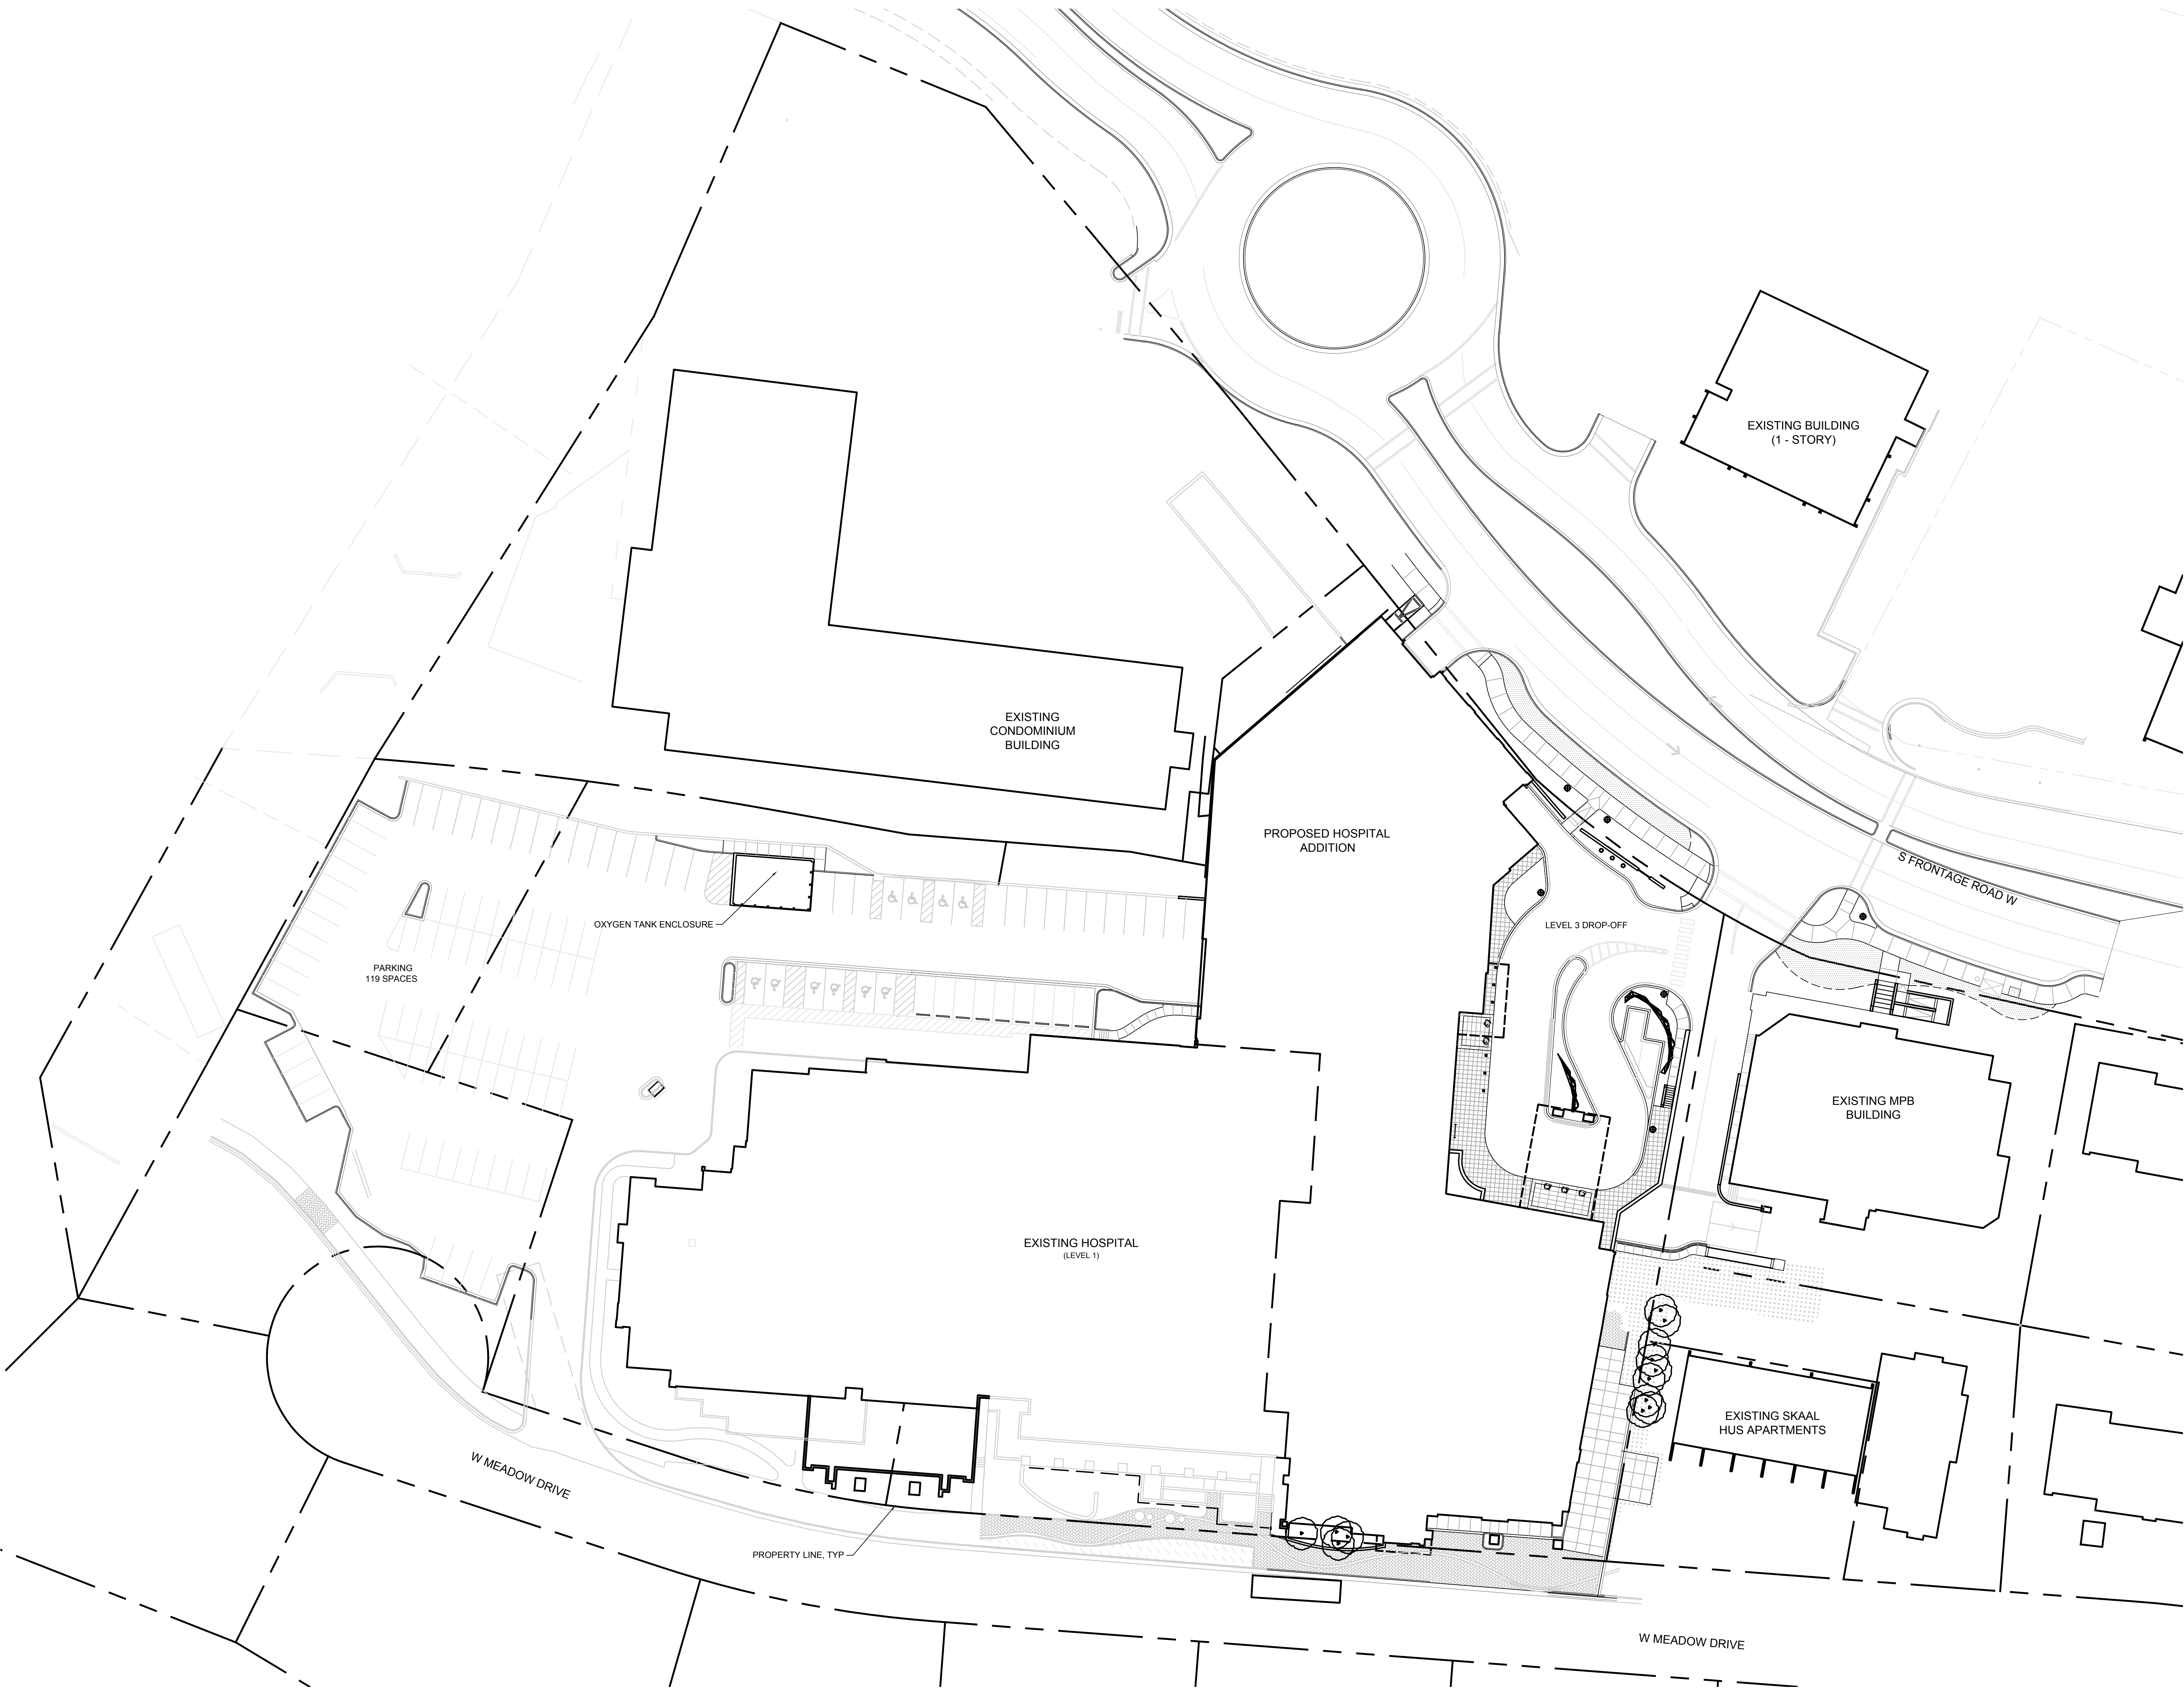 EXISTING BUILDING
(1 - STORY)
EXISTING
CONDOMINIUM
BUILDING
PROPOSED HOSPITAL
ADDITION
S FRONTAGE ROAD W
OXYGEN TANK ENCLOSURE
LEVEL 3 DROP-OFF
PARKING
119 SPACES
EXISTING MPB
BUILDING
EXISTING HOSPITAL
(LEVEL 1)
EXISTING SKAAL
HUS APARTMENTS
W MEADOW DRIVE
PROPERTY LINE, TYP
W MEADOW DRIVE